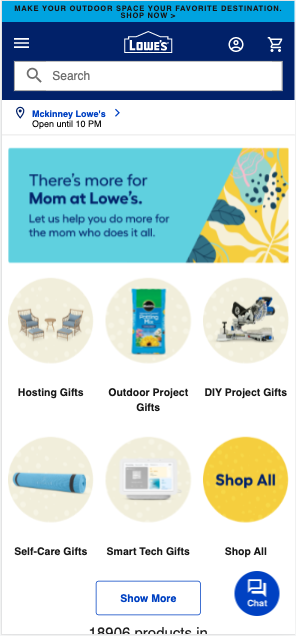 MAKE YOUR OUTDOOR SPACE YOUR FAVORITE DESTINATION.
SHOP NOW >
LOWE'S
Search
Mckinney Lowe's
Open until 10 PM
There's more for
Mom at Lowe's.
Let us help you do more for
the mom who does it all.
Hosting Gifts
Outdoor Project
Gifts
DIY Project Gifts
Shop All
Self-Care Gifts
Smart Tech Gifts
Shop All
Show More
Chat
18906 products in